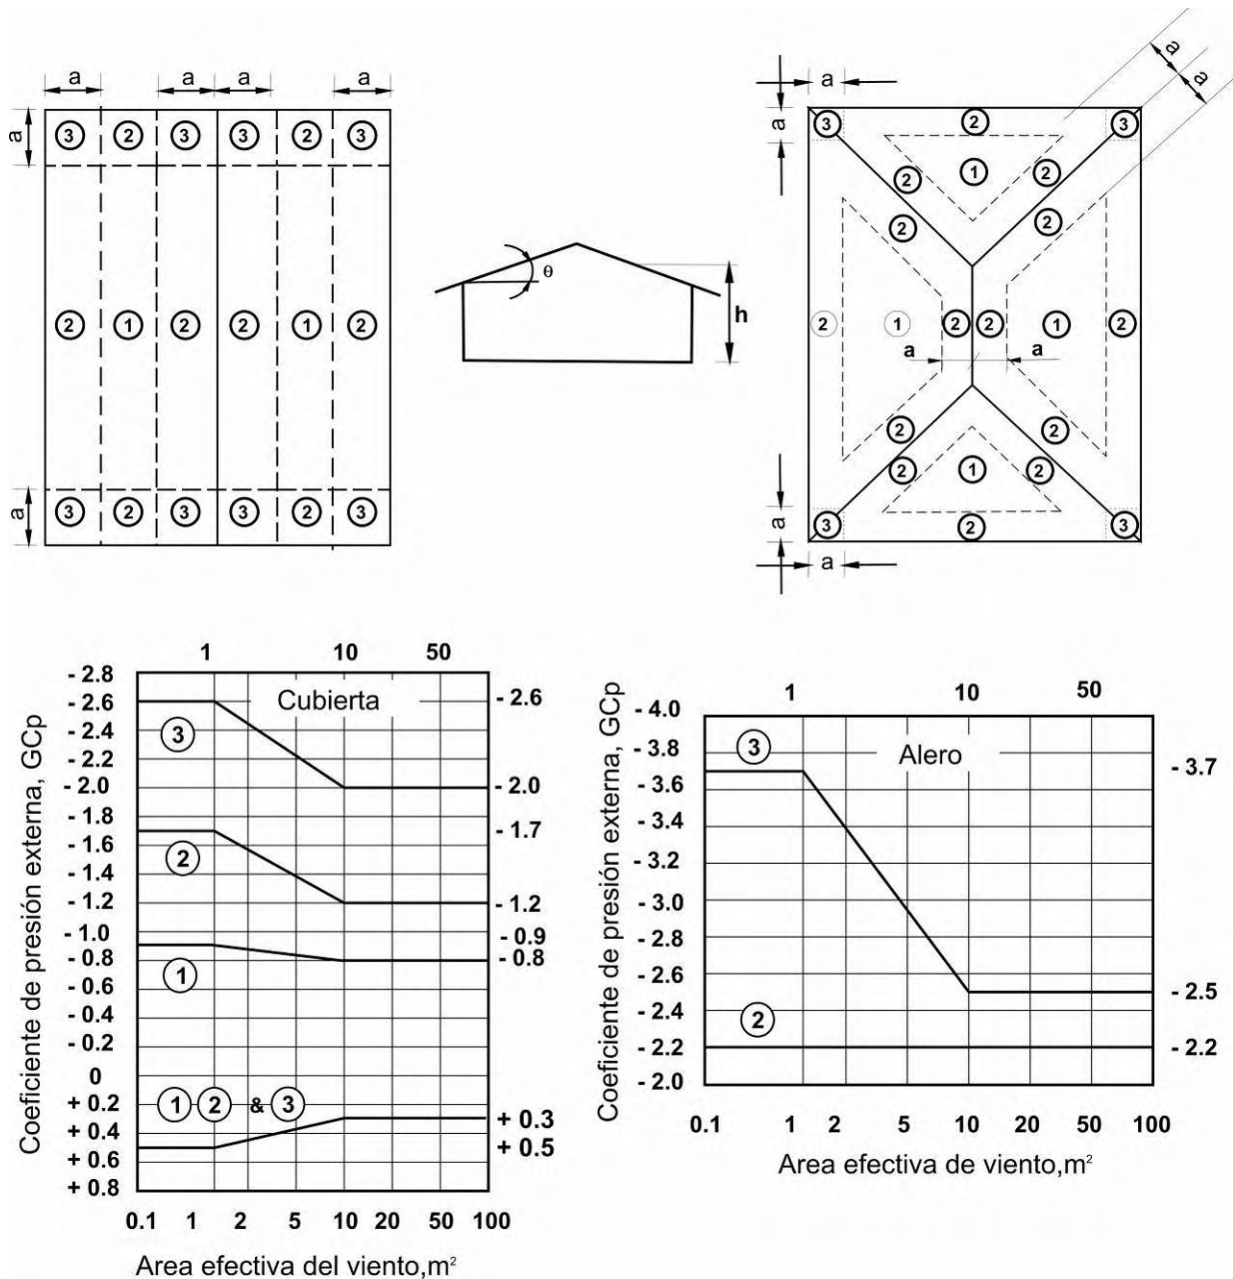 a a a a
a
3 2 3 3 2 3
2 1 2 2 1 2
a
3 2 3 3 2 3
θ
h
a
a
a a
3 2 3
1
2 2
2 2
2 1 2 2 1 2
a a
2 2
2 1 2
a
3 2 3
a
1 10 50
Cubierta
Coeficiente de presión externa, GCp
- 2.8
- 2.6
- 2.4
- 2.2
- 2.0
- 1.8
- 1.6
- 1.4
- 1.2
- 1.0
- 0.8
- 0.6
- 0.4
- 0.2
0
+ 0.2
+ 0.4
+ 0.6
+ 0.8
3
2
1
1 2 & 3
- 2.6
- 2.0
- 1.7
- 1.2
- 0.9
- 0.8
+ 0.3
+ 0.5
0.1 1 2 5 10 20 50 100
Area efectiva del viento,m²
1 10 50
Alero
Coeficiente de presión externa, GCp
- 4.0
- 3.8
- 3.6
- 3.4
- 3.2
- 3.0
- 2.8
- 2.6
- 2.4
- 2.2
- 2.0
3
2
- 3.7
- 2.5
- 2.2
0.1 1 2 5 10 20 50 100
Area efectiva de viento,m²